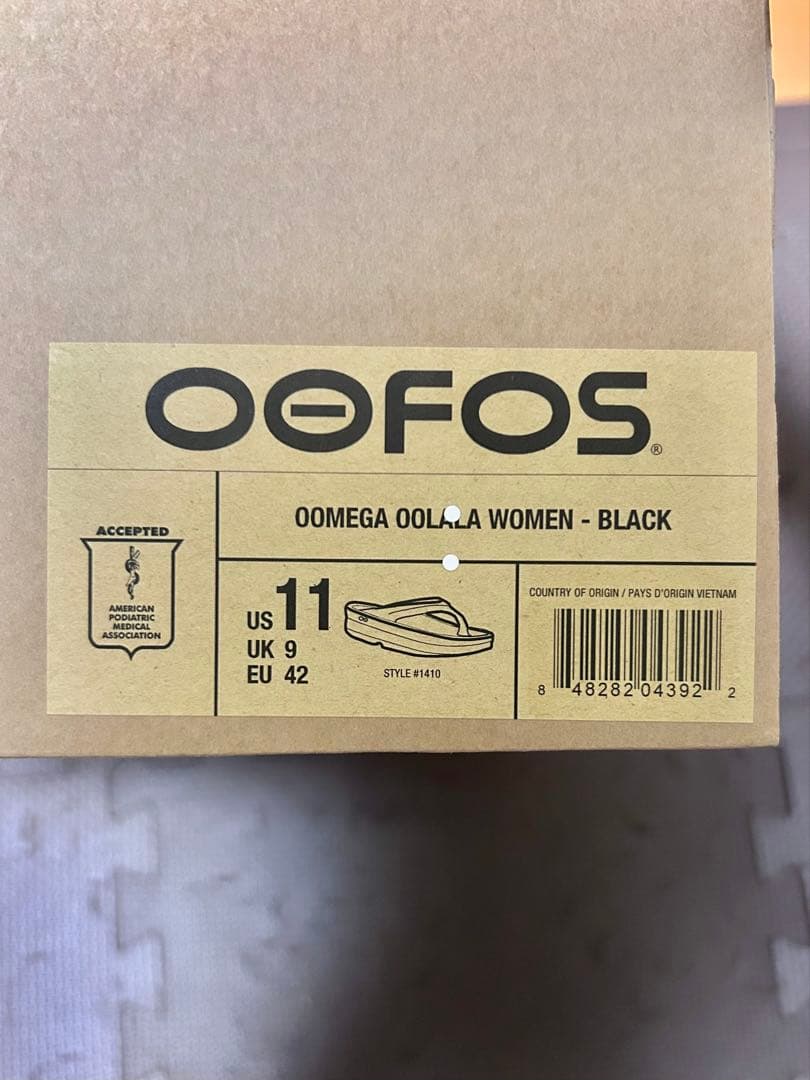 OOFOS®
OOMEGA OOLALA WOMEN - BLACK
ACCEPTED
AMERICAN
PODIATRIC
MEDICAL
ASSOCIATION
US 11
UK 9
EU 42
STYLE #1410
COUNTRY OF ORIGIN / PAYS D'ORIGIN VIETNAM
8 48282 04392 2